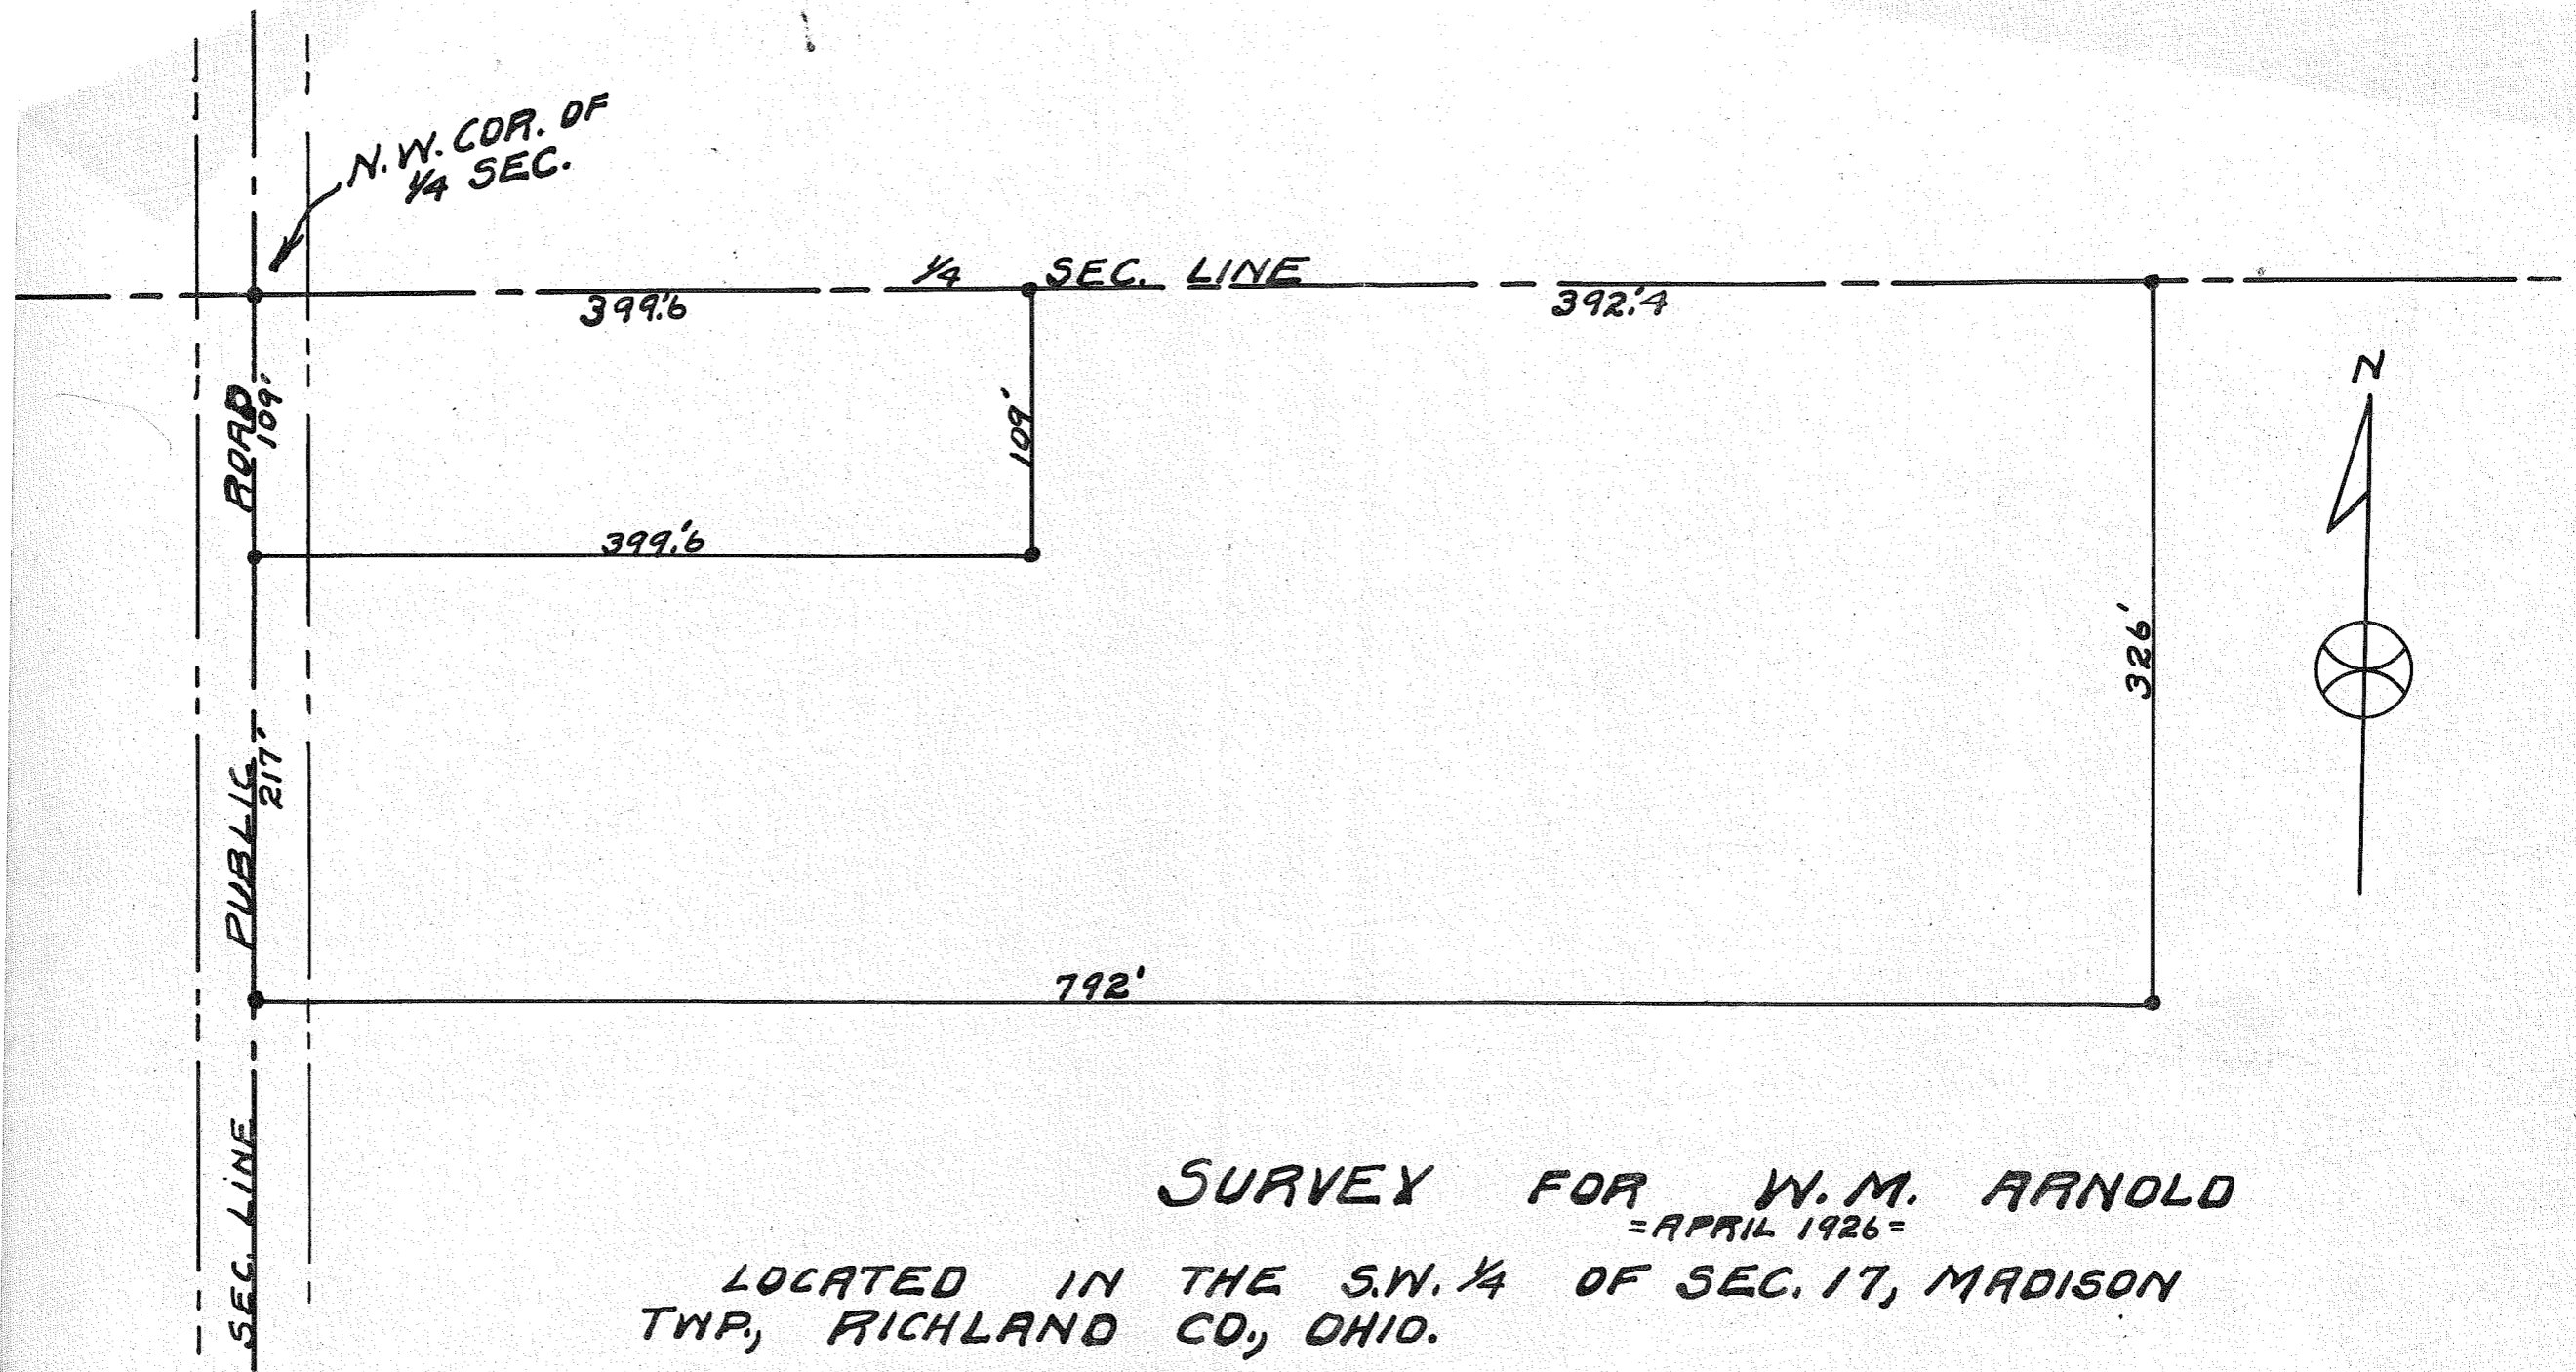 N.W. COR. OF
1/4 SEC.
1/4 SEC. LINE
399.'6
392.'4
N
ROAD
109'
109'
399.'6
326'
PUBLIC
217'
792'
SEC. LINE
SURVEY FOR W.M. ARNOLD
=APRIL 1926=
LOCATED IN THE S.W. 1/4 OF SEC. 17, MADISON
TWP., RICHLAND CO., OHIO.